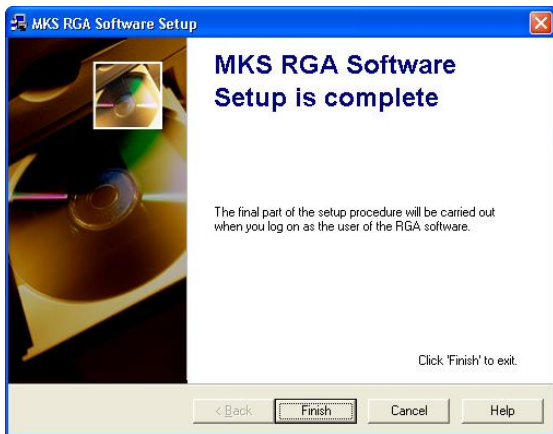 MKS RGA Software Setup
MKS RGA Software
Setup is complete
The final part of the setup procedure will be carried out
when you log on as the user of the RGA software.
Click 'Finish' to exit.
< Back Finish Cancel Help